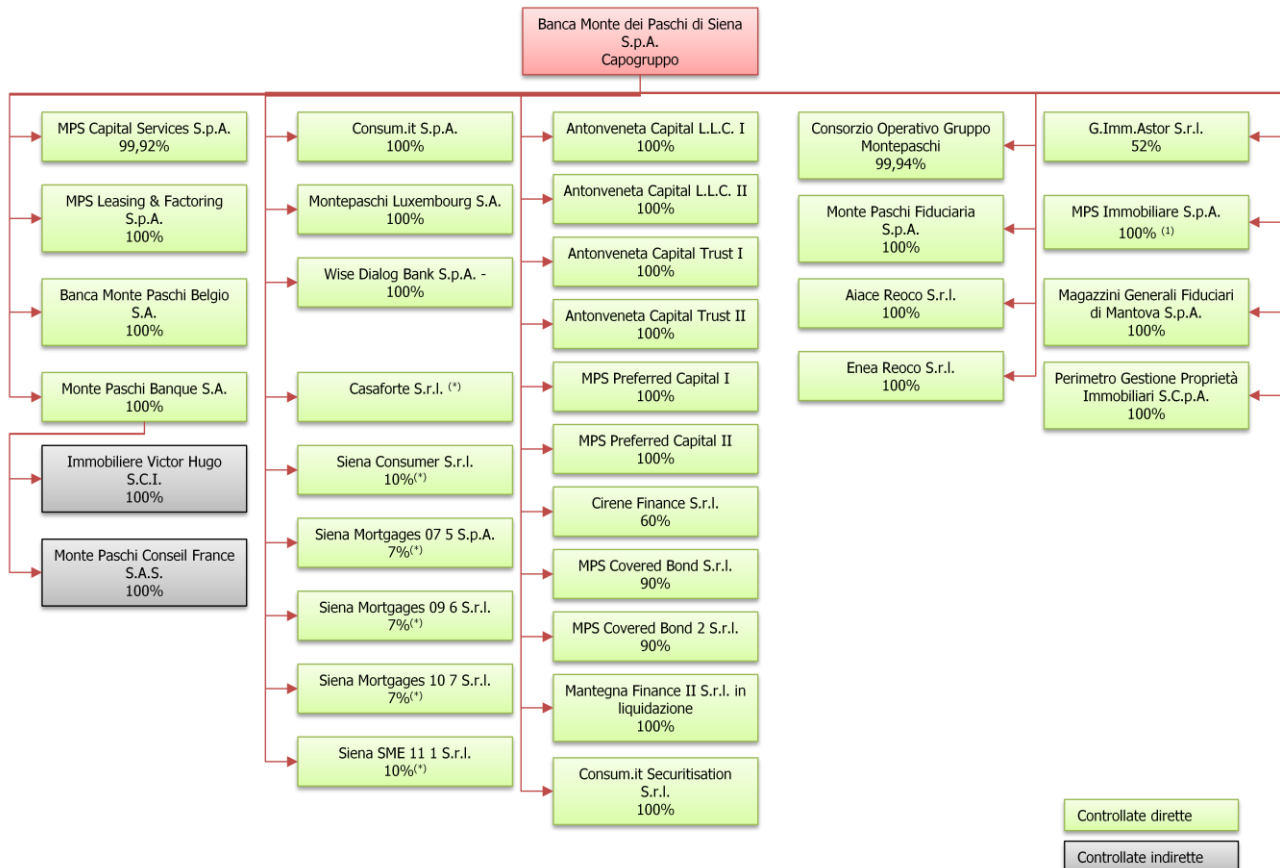 Banca Monte dei Paschi di Siena
S.p.A.
Capogruppo
MPS Capital Services S.p.A.
99,92%
MPS Leasing & Factoring
S.p.A.
100%
Banca Monte Paschi Belgio
S.A.
100%
Monte Paschi Banque S.A.
100%
Immobiliere Victor Hugo
S.C.I.
100%
Monte Paschi Conseil France
S.A.S.
100%
Consum.it S.p.A.
100%
Montepaschi Luxembourg S.A.
100%
Wise Dialog Bank S.p.A. -
100%
Casaforte S.r.l. (*)
Siena Consumer S.r.l.
10%(*)
Siena Mortgages 07 5 S.p.A.
7%(*)
Siena Mortgages 09 6 S.r.l.
7%(*)
Siena Mortgages 10 7 S.r.l.
7%(*)
Siena SME 11 1 S.r.l.
10%(*)
Antonveneta Capital L.L.C. I
100%
Antonveneta Capital L.L.C. II
100%
Antonveneta Capital Trust I
100%
Antonveneta Capital Trust II
100%
MPS Preferred Capital I
100%
MPS Preferred Capital II
100%
Cirene Finance S.r.l.
60%
MPS Covered Bond S.r.l.
90%
MPS Covered Bond 2 S.r.l.
90%
Mantegna Finance II S.r.l. in
liquidazione
100%
Consum.it Securitisation
S.r.l.
100%
Consorzio Operativo Gruppo
Montepaschi
99,94%
Monte Paschi Fiduciaria
S.p.A.
100%
Aiace Reoco S.r.l.
100%
Enea Reoco S.r.l.
100%
G.Imm.Astor S.r.l.
52%
MPS Immobiliare S.p.A.
100% (1)
Magazzini Generali Fiduciari
di Mantova S.p.A.
100%
Perimetro Gestione Proprietà
Immobiliari S.C.p.A.
100%
Controllate dirette
Controllate indirette